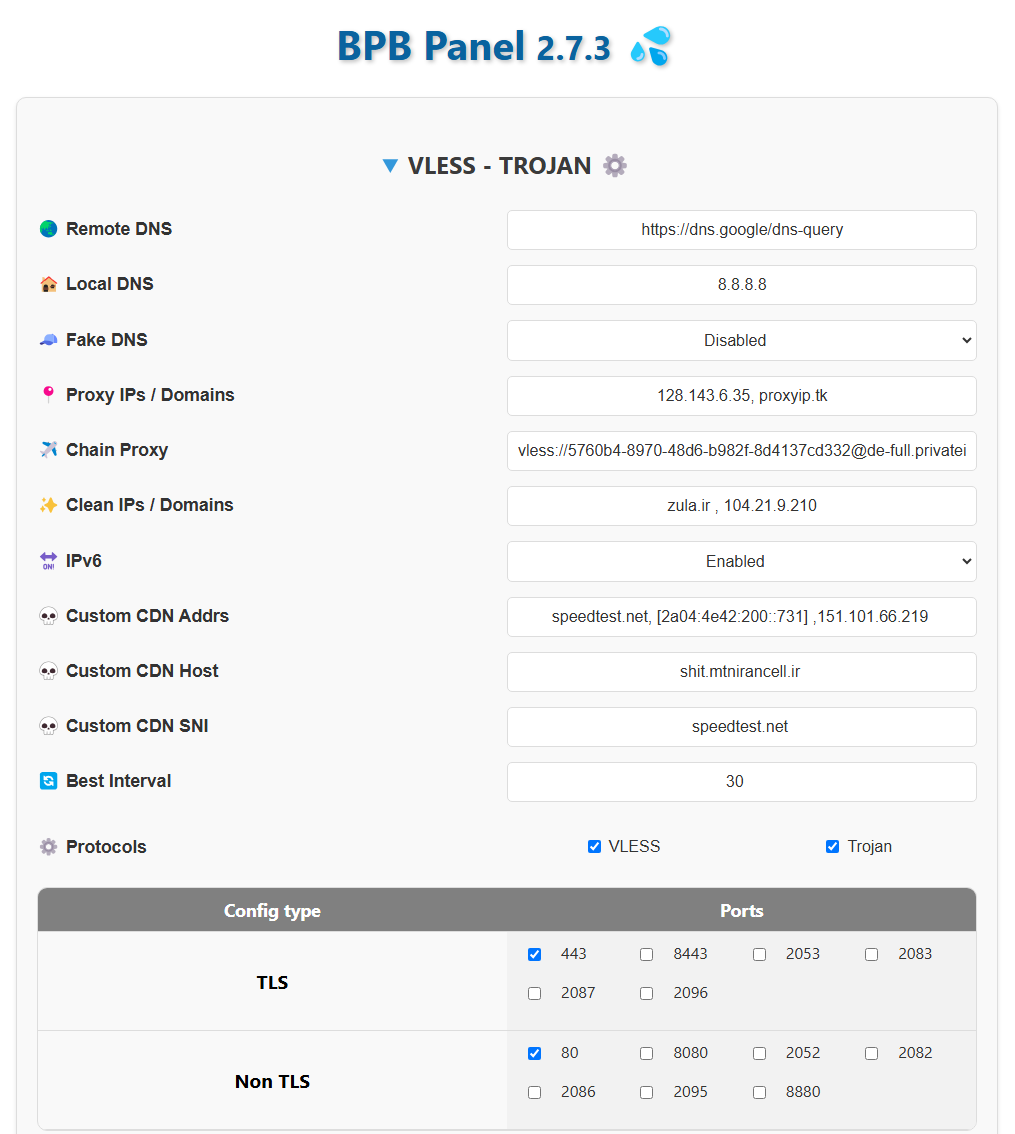 BPB Panel 2.7.3
VLESS - TROJAN
Remote DNS https://dns.google/dns-query
Local DNS 8.8.8.8
Fake DNS Disabled
Proxy IPs / Domains 128.143.6.35, proxyip.tk
Chain Proxy vless://5760b4-8970-48d6-b982f-8d4137cd332@de-full.privatei
Clean IPs / Domains zula.ir , 104.21.9.210
ON! IPv6 Enabled
Custom CDN Addrs speedtest.net, [2a04:4e42:200::731] ,151.101.66.219
Custom CDN Host shit.mtnirancell.ir
Custom CDN SNI speedtest.net
Best Interval 30
Protocols VLESS Trojan
Config type Ports
TLS
443 8443 2053 2083
2087 2096
Non TLS
80 8080 2052 2082
2086 2095 8880